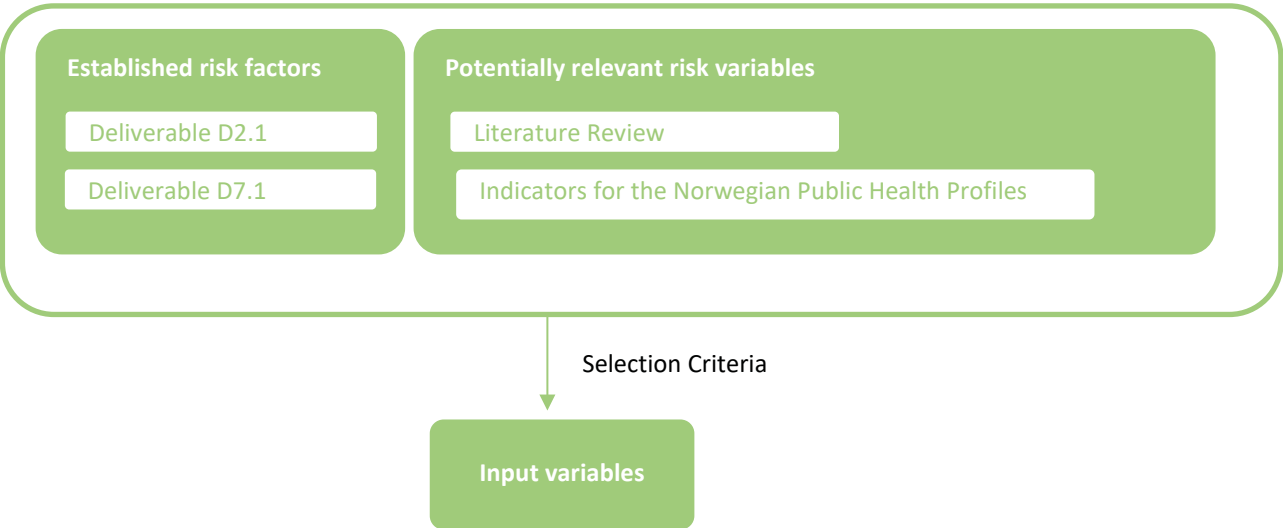 Established risk factors
Deliverable D2.1
Deliverable D7.1
Potentially relevant risk variables
Literature Review
Indicators for the Norwegian Public Health Profiles
Selection Criteria
Input variables